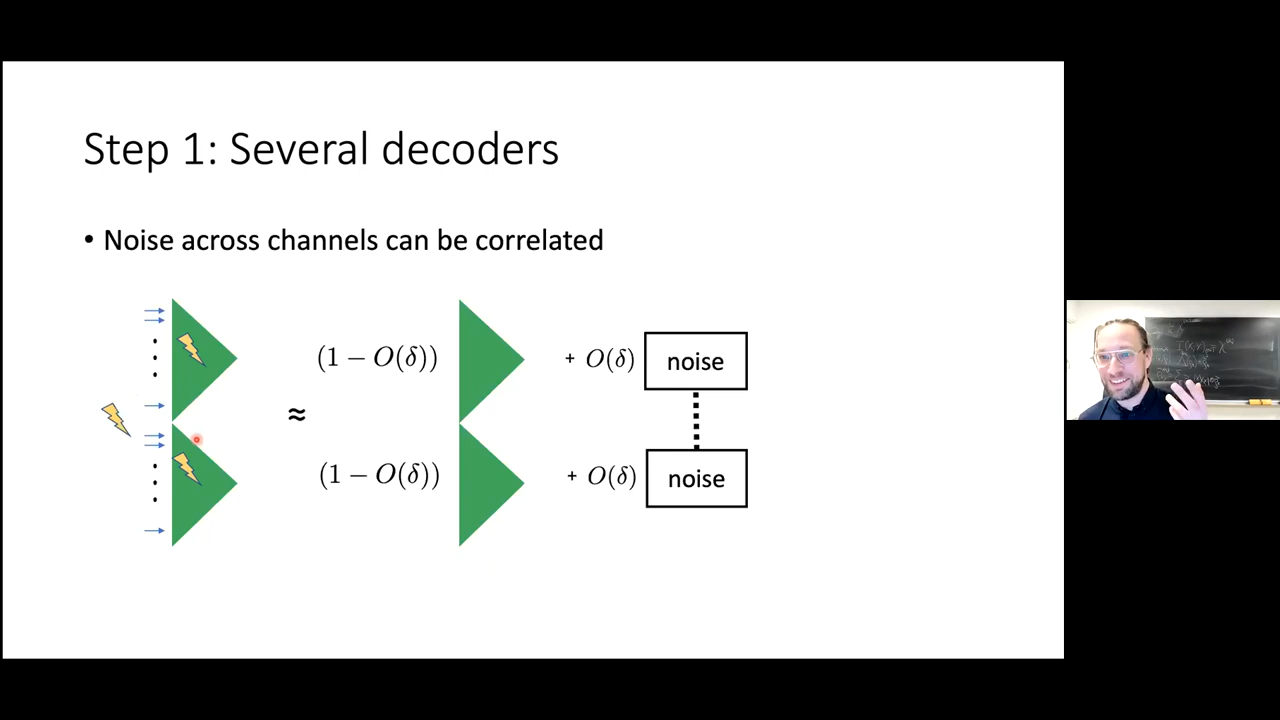 Step 1: Several decoders
• Noise across channels can be correlated
(1 − O(δ)) + O(δ) noise
≈
(1 − O(δ)) + O(δ) noise